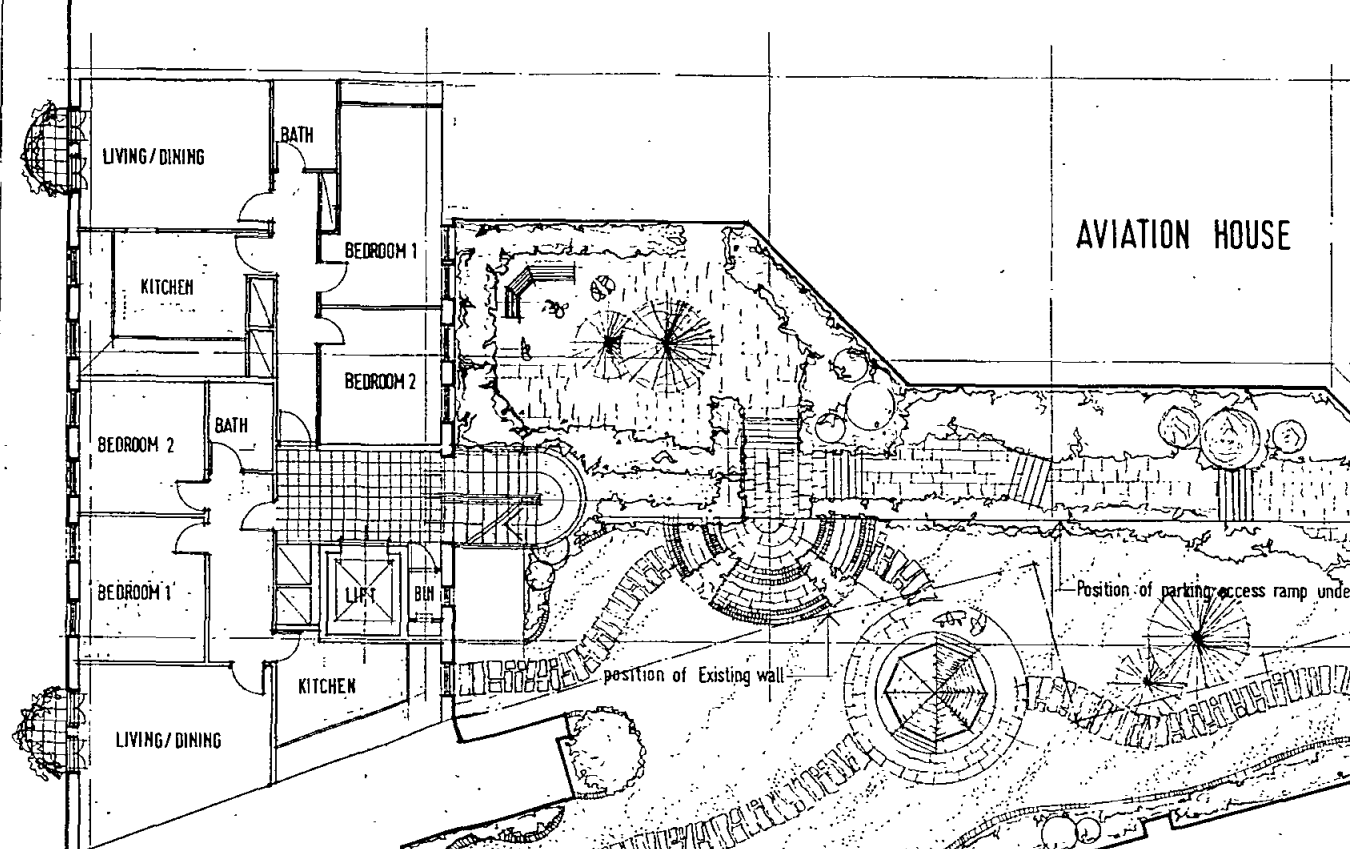 BATH
LIVING/DINING
AVIATION HOUSE
BEDROOM 1
KITCHEN
BEDROOM 2
BATH
BEDROOM 2
BEDROOM 1
LIFT
BIN
Position of parking access ramp unde
position of Existing wall
KITCHEN
LIVING/DINING